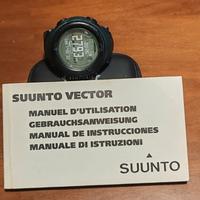 SUUNTO VECTOR
MANUEL D'UTILISATION
GEBRAUCHSANWEISUNG
MANUAL DE INSTRUCCIONES
MANUALE DI ISTRUZIONI
SUUNTO